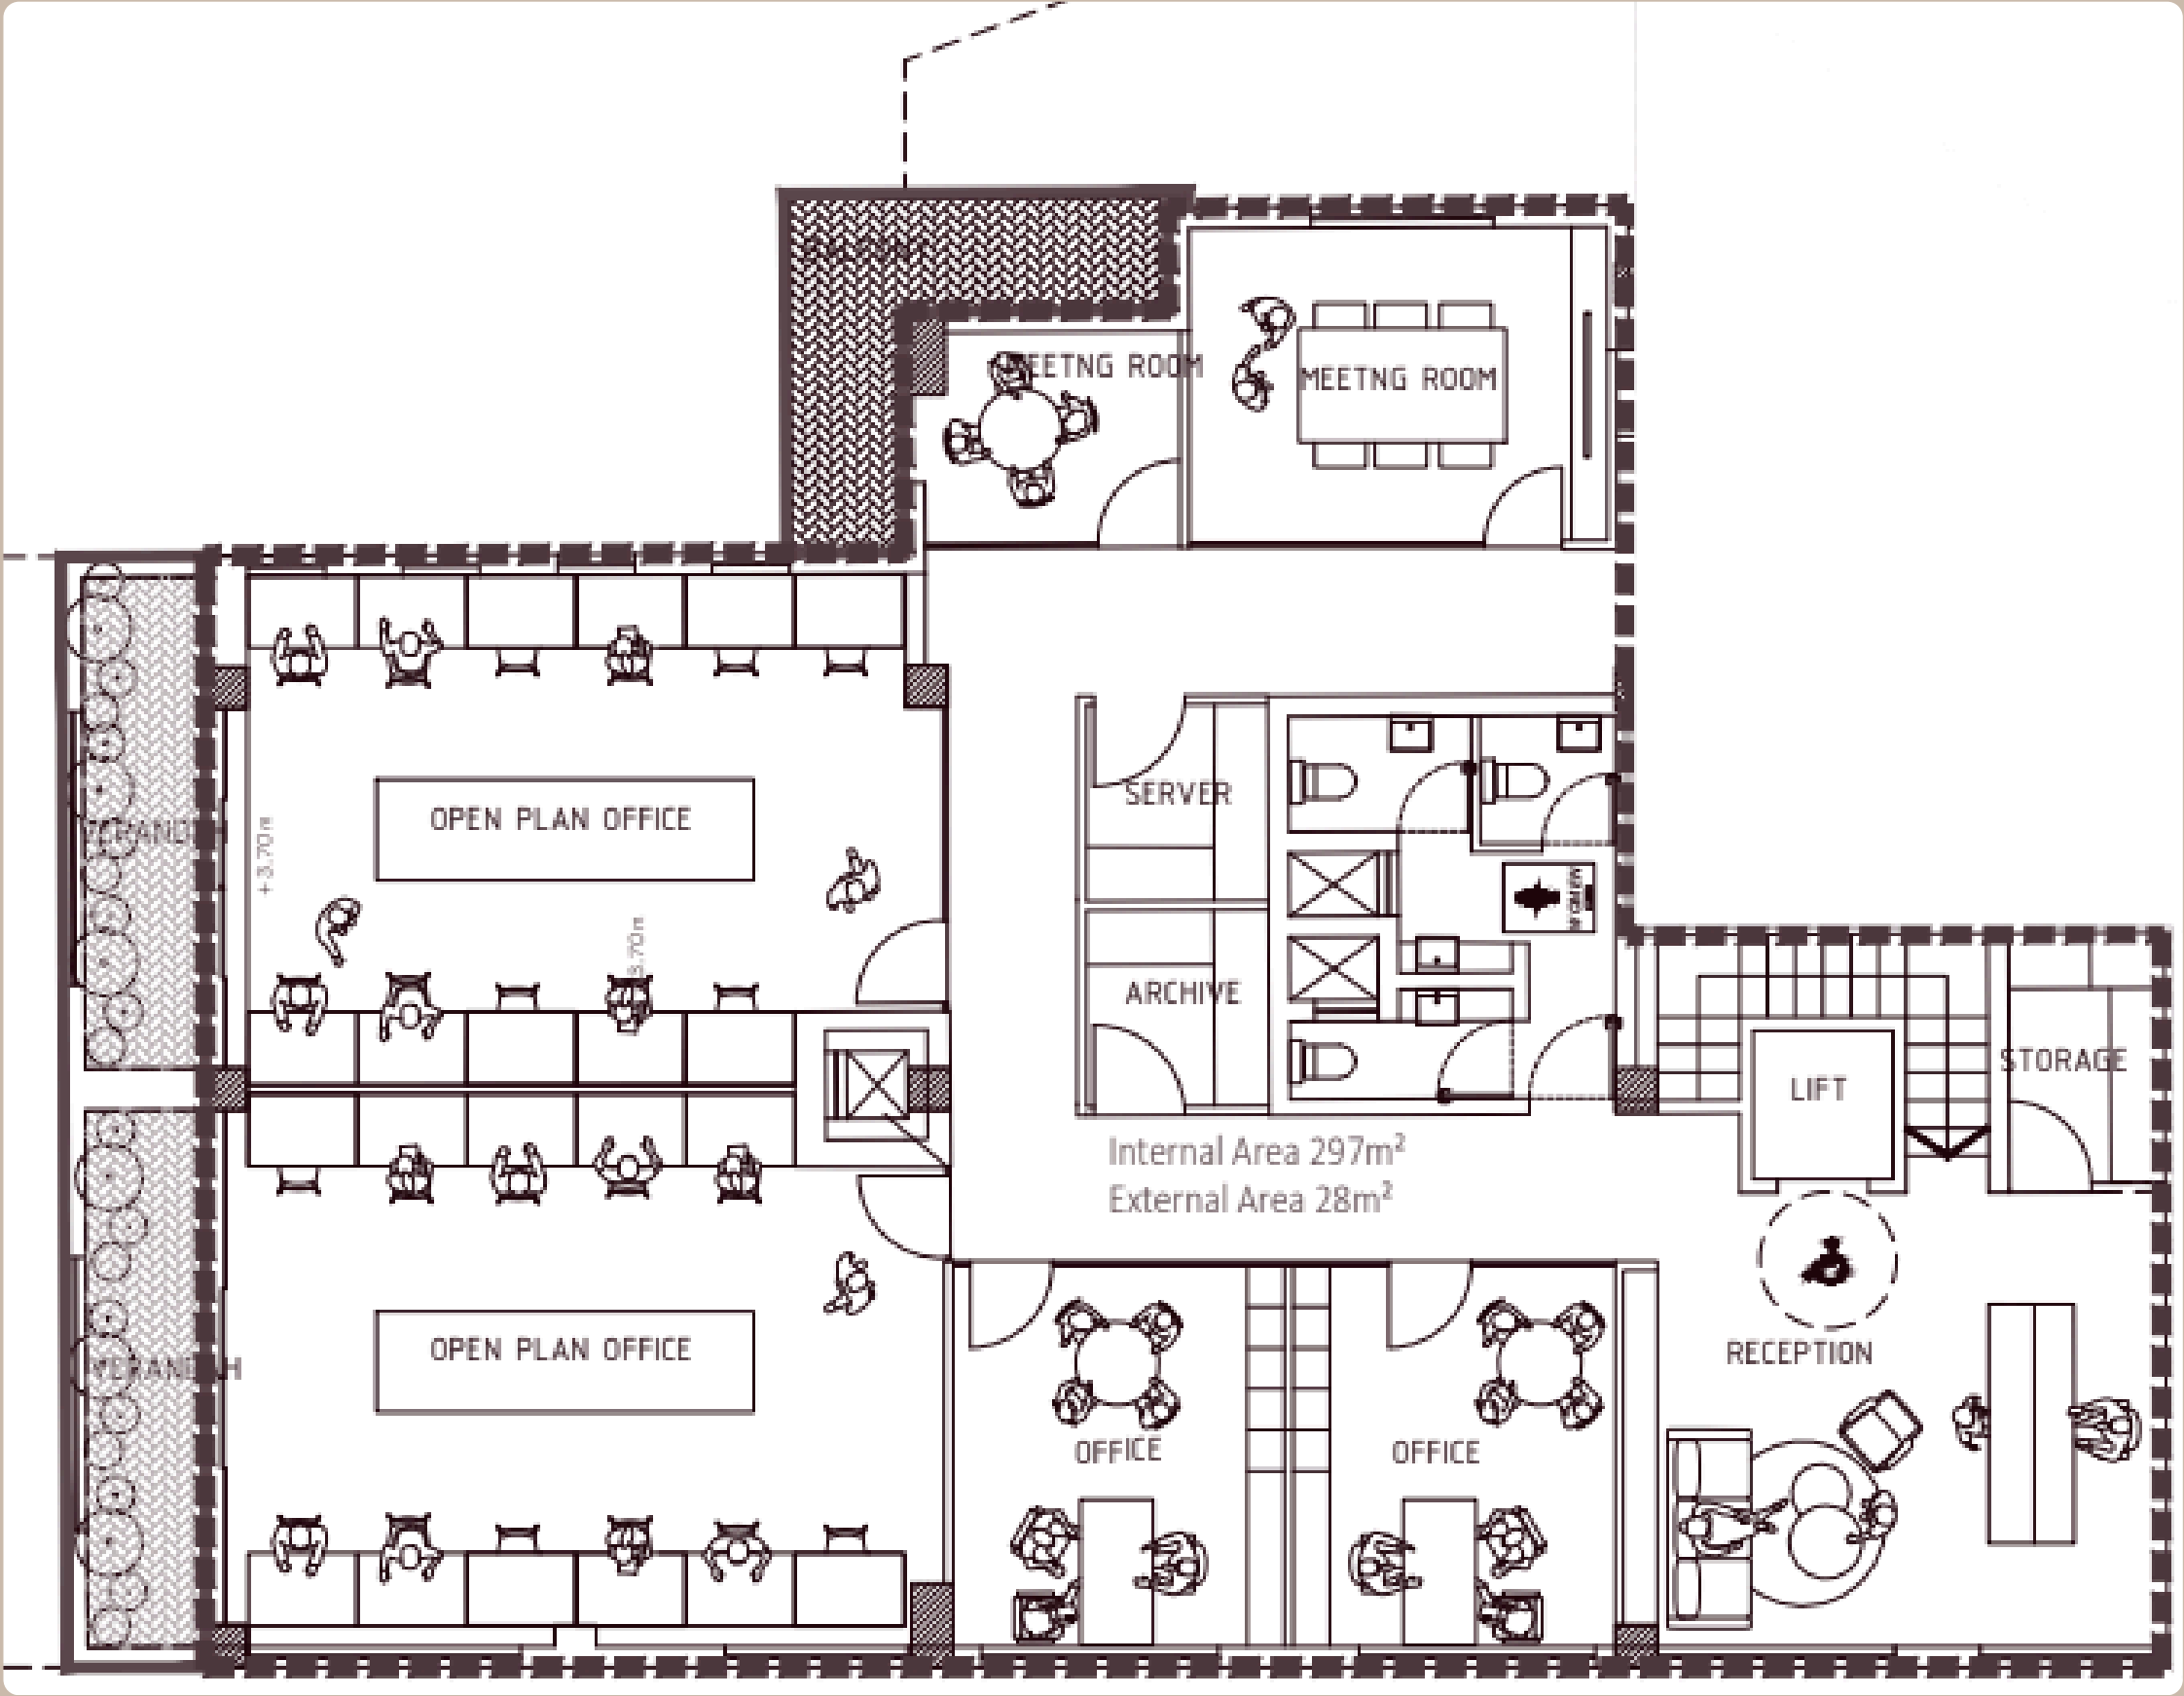 MEETNG ROOM
MEETNG ROOM
OPEN PLAN OFFICE
SERVER
+3.70m
3.70m
ARCHIVE
STORAGE
LIFT
Internal Area 297m²
External Area 28m²
OPEN PLAN OFFICE
VERANDAH
RECEPTION
OFFICE
OFFICE